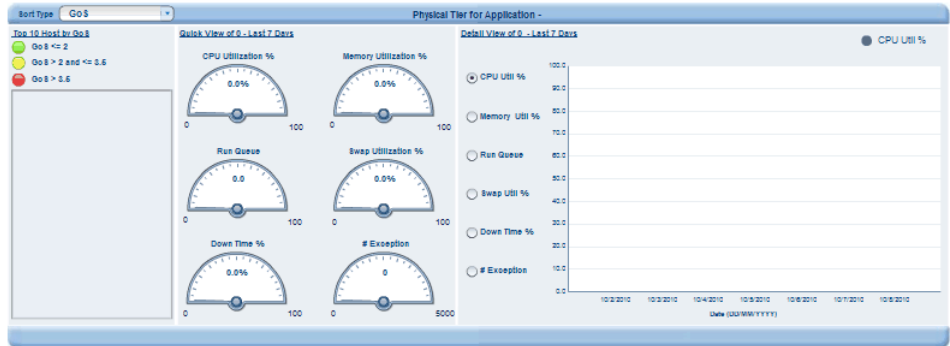 Sort Type GoS
Physical Tier for Application -
Top 10 Host by GoS
GoS <= 2
GoS > 2 and <= 3.5
GoS > 3.5
Quick View of 0 - Last 7 Days
CPU Utilization %
0.0%
0 100
Memory Utilization %
0.0%
0 100
Run Queue
0.0
0 100
Swap Utilization %
0.0%
0 100
Down Time %
0.0%
0 100
# Exception
0
0 5000
Detail View of 0 - Last 7 Days
CPU Util %
Memory Util %
Run Queue
Swap Util %
Down Time %
# Exception
CPU Util %
100.0
90.0
80.0
70.0
60.0
50.0
40.0
30.0
20.0
10.0
0.0
10/2/2010 10/3/2010 10/4/2010 10/5/2010 10/6/2010 10/7/2010 10/8/2010
Date (DD/MM/YYYY)